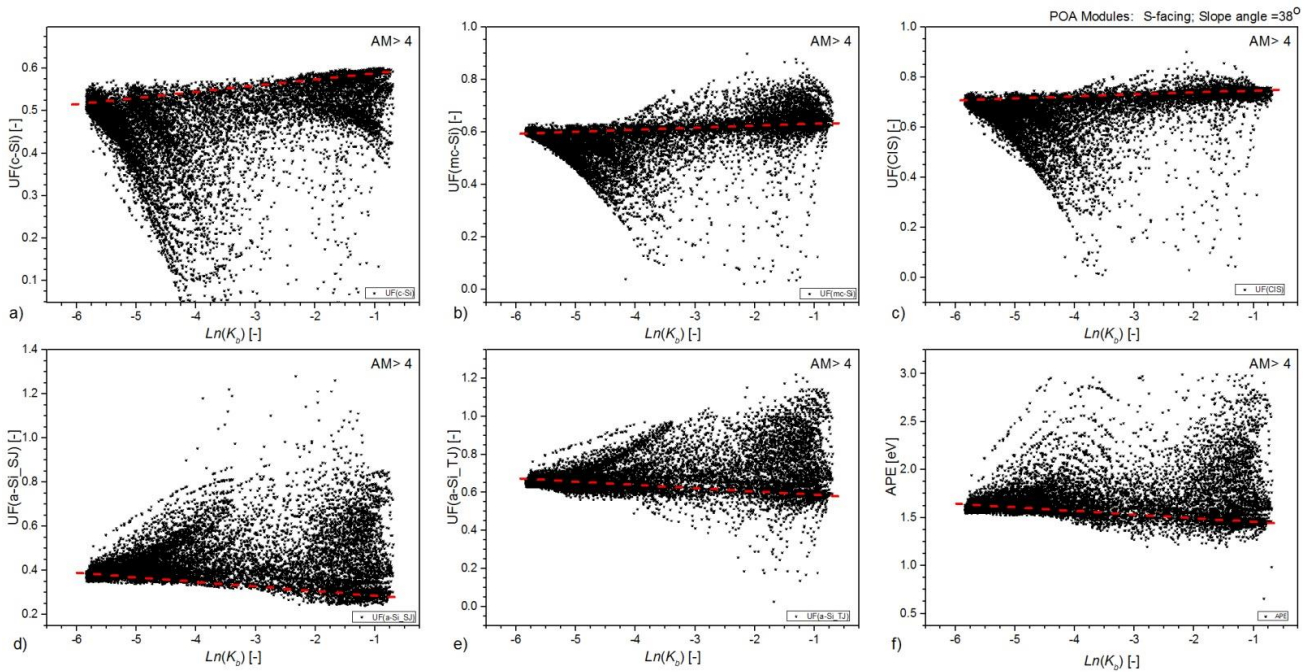 POA Modules: S-facing; Slope angle =38°
AM> 4
UF(c-Si) [-]
0.6
0.5
0.4
0.3
0.2
0.1
UF(c-Si)
-6 -5 -4 -3 -2 -1
a)
Ln(K_b) [-]
AM> 4
UF(mc-Si) [-]
1.0
0.8
0.6
0.4
0.2
0.0
UF(mc-Si)
-6 -5 -4 -3 -2 -1
b)
Ln(K_b) [-]
AM> 4
UF(CIS) [-]
1.0
0.8
0.6
0.4
0.2
0.0
UF(CIS)
-6 -5 -4 -3 -2 -1
c)
Ln(K_b) [-]
AM> 4
UF(a-Si_SJ) [-]
1.4
1.2
1.0
0.8
0.6
0.4
0.2
UF(a-Si_SJ)
-6 -5 -4 -3 -2 -1
d)
Ln(K_b) [-]
AM> 4
UF(a-Si_TJ) [-]
1.4
1.2
1.0
0.8
0.6
0.4
0.2
0.0
UF(a-Si_TJ)
-6 -5 -4 -3 -2 -1
e)
Ln(K_b) [-]
AM> 4
APE [eV]
3.0
2.5
2.0
1.5
1.0
0.5
APE
-6 -5 -4 -3 -2 -1
f)
Ln(K_b) [-]